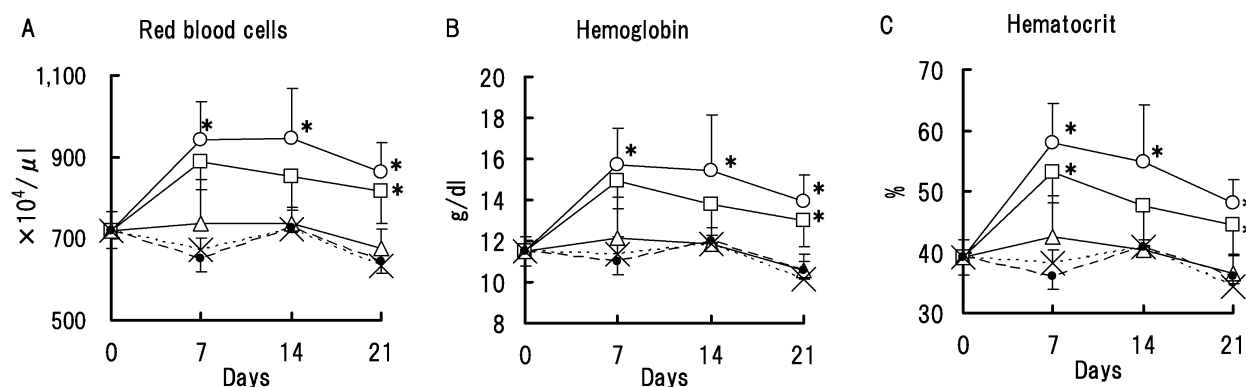 A Red blood cells
1,100
900
700
500
×10⁴/μl
0 7 14 21
Days
* * * *
B Hemoglobin
20
18
16
14
12
10
8
g/dl
0 7 14 21
Days
* * * *
C Hematocrit
70
60
50
40
30
%
0 7 14 21
Days
* * * * *